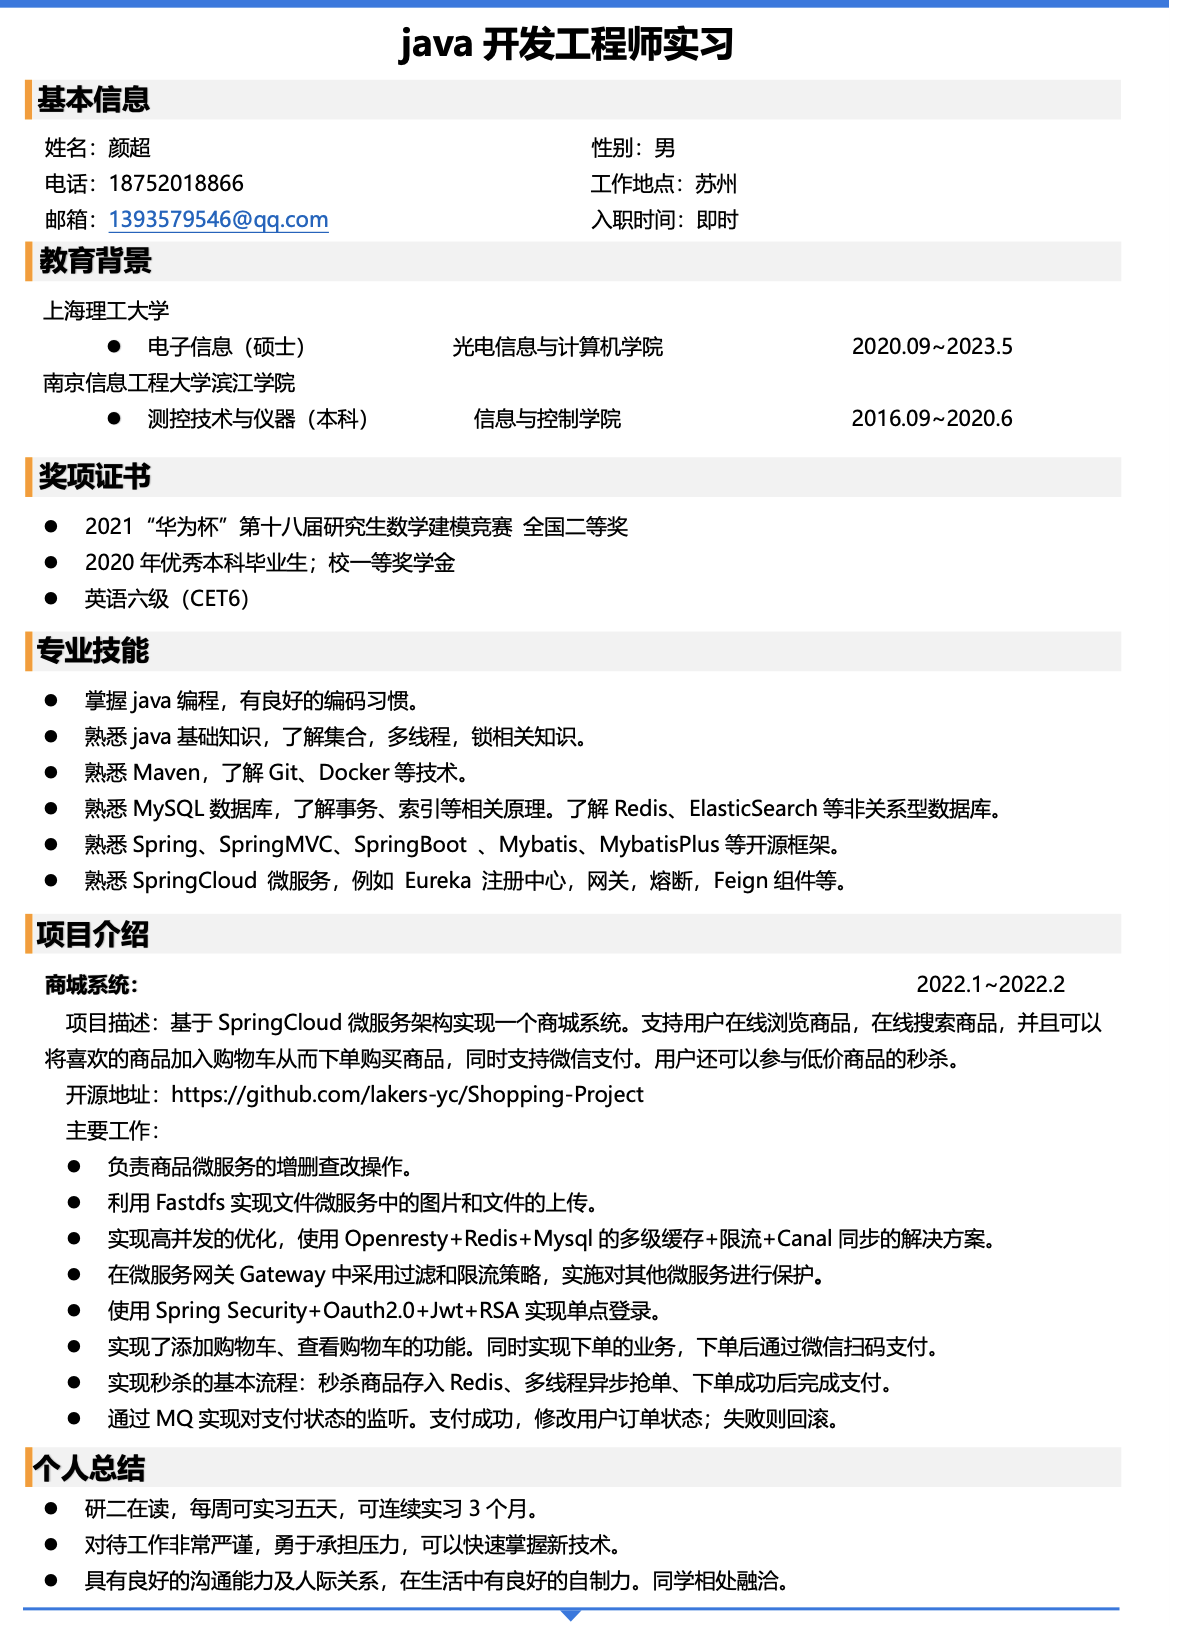 java 开发工程师实习
基本信息
姓名：颜超 性别：男
电话：18752018866 工作地点：苏州
邮箱：1393579546@qq.com 入职时间：即时
教育背景
上海理工大学
● 电子信息（硕士） 光电信息与计算机学院 2020.09~2023.5
南京信息工程大学滨江学院
● 测控技术与仪器（本科） 信息与控制学院 2016.09~2020.6
奖项证书
● 2021“华为杯”第十八届研究生数学建模竞赛 全国二等奖
● 2020 年优秀本科毕业生；校一等奖学金
● 英语六级（CET6）
专业技能
● 掌握 java 编程，有良好的编码习惯。
● 熟悉 java 基础知识，了解集合，多线程，锁相关知识。
● 熟悉 Maven，了解 Git、Docker 等技术。
● 熟悉 MySQL 数据库，了解事务、索引等相关原理。了解 Redis、ElasticSearch 等非关系型数据库。
● 熟悉 Spring、SpringMVC、SpringBoot 、Mybatis、MybatisPlus 等开源框架。
● 熟悉 SpringCloud 微服务，例如 Eureka 注册中心，网关，熔断，Feign 组件等。
项目介绍
商城系统： 2022.1~2022.2
项目描述：基于 SpringCloud 微服务架构实现一个商城系统。支持用户在线浏览商品，在线搜索商品，并且可以
将喜欢的商品加入购物车从而下单购买商品，同时支持微信支付。用户还可以参与低价商品的秒杀。
开源地址：https://github.com/lakers-yc/Shopping-Project
主要工作：
● 负责商品微服务的增删查改操作。
● 利用 Fastdfs 实现文件微服务中的图片和文件的上传。
● 实现高并发的优化，使用 Openresty+Redis+Mysql 的多级缓存+限流+Canal 同步的解决方案。
● 在微服务网关 Gateway 中采用过滤和限流策略，实施对其他微服务进行保护。
● 使用 Spring Security+Oauth2.0+Jwt+RSA 实现单点登录。
● 实现了添加购物车、查看购物车的功能。同时实现下单的业务，下单后通过微信扫码支付。
● 实现秒杀的基本流程：秒杀商品存入 Redis、多线程异步抢单、下单成功后完成支付。
● 通过 MQ 实现对支付状态的监听。支付成功，修改用户订单状态；失败则回滚。
个人总结
● 研二在读，每周可实习五天，可连续实习 3 个月。
● 对待工作非常严谨，勇于承担压力，可以快速掌握新技术。
● 具有良好的沟通能力及人际关系，在生活中有良好的自制力。同学相处融洽。